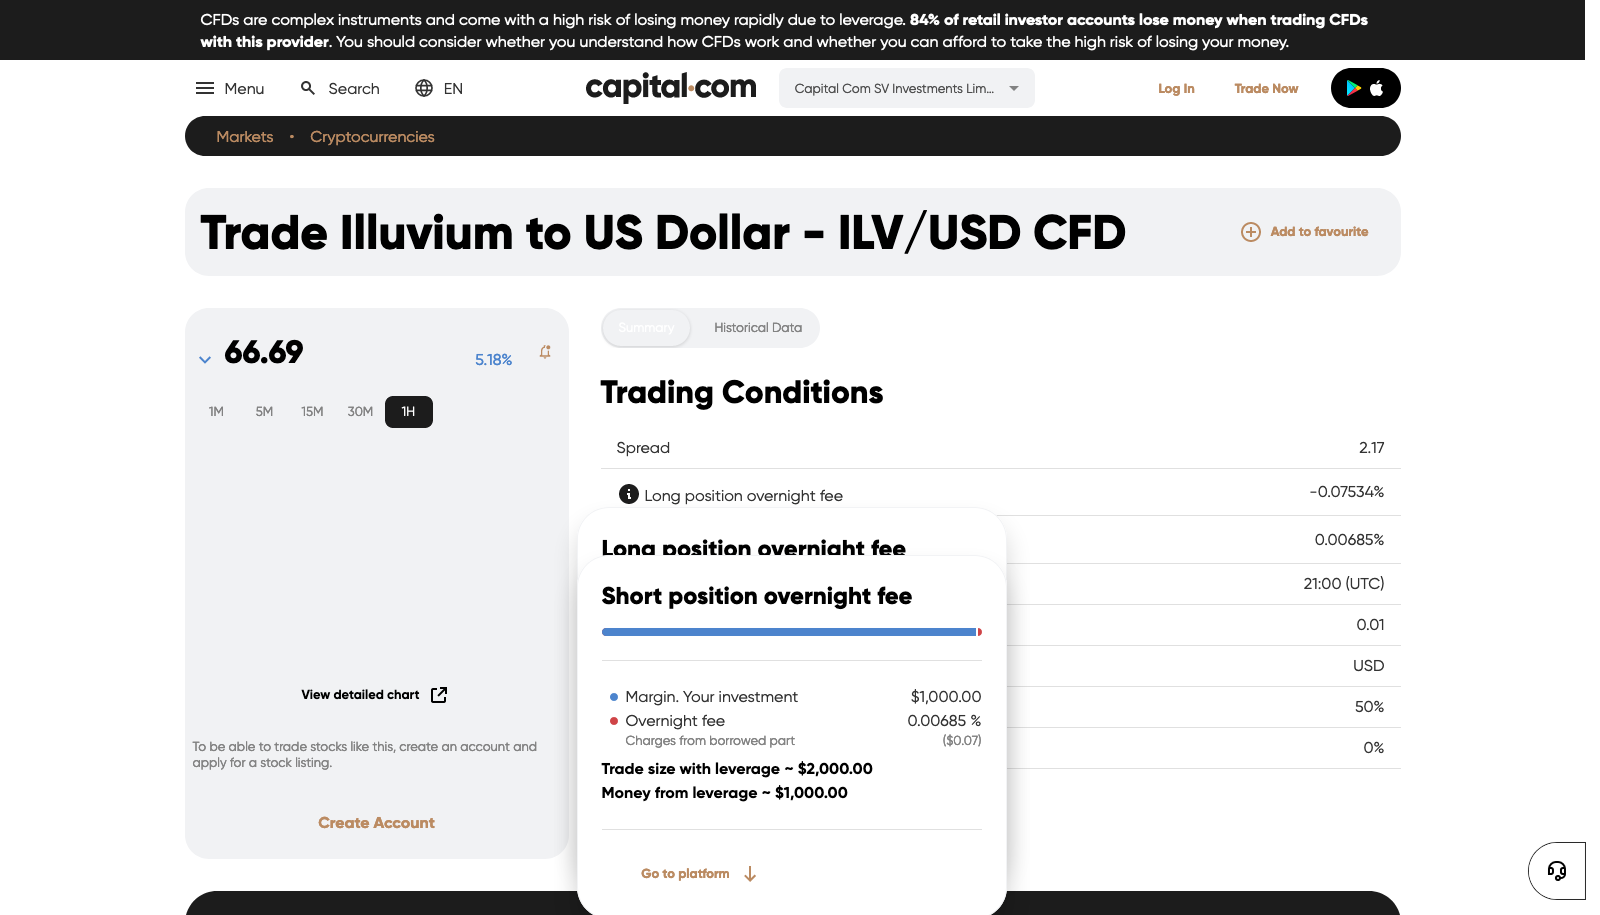 CFDs are complex instruments and come with a high risk of losing money rapidly due to leverage. 84% of retail investor accounts lose money when trading CFDs
with this provider. You should consider whether you understand how CFDs work and whether you can afford to take the high risk of losing your money.
Menu
Search
EN
capital.com
Capital Com SV Investments Lim...
Log In
Trade Now
Markets • Cryptocurrencies
Trade Illuvium to US Dollar - ILV/USD CFD
Add to favourite
66.69
5.18%
1M 5M 15M 30M 1H
View detailed chart
To be able to trade stocks like this, create an account and
apply for a stock listing.
Create Account
Summary
Historical Data
Trading Conditions
Spread 2.17
Long position overnight fee -0.07534%
0.00685%
21:00 (UTC)
0.01
USD
50%
0%
Long position overnight fee
Short position overnight fee
Margin. Your investment $1,000.00
Overnight fee 0.00685 %
Charges from borrowed part ($0.07)
Trade size with leverage ~ $2,000.00
Money from leverage ~ $1,000.00
Go to platform